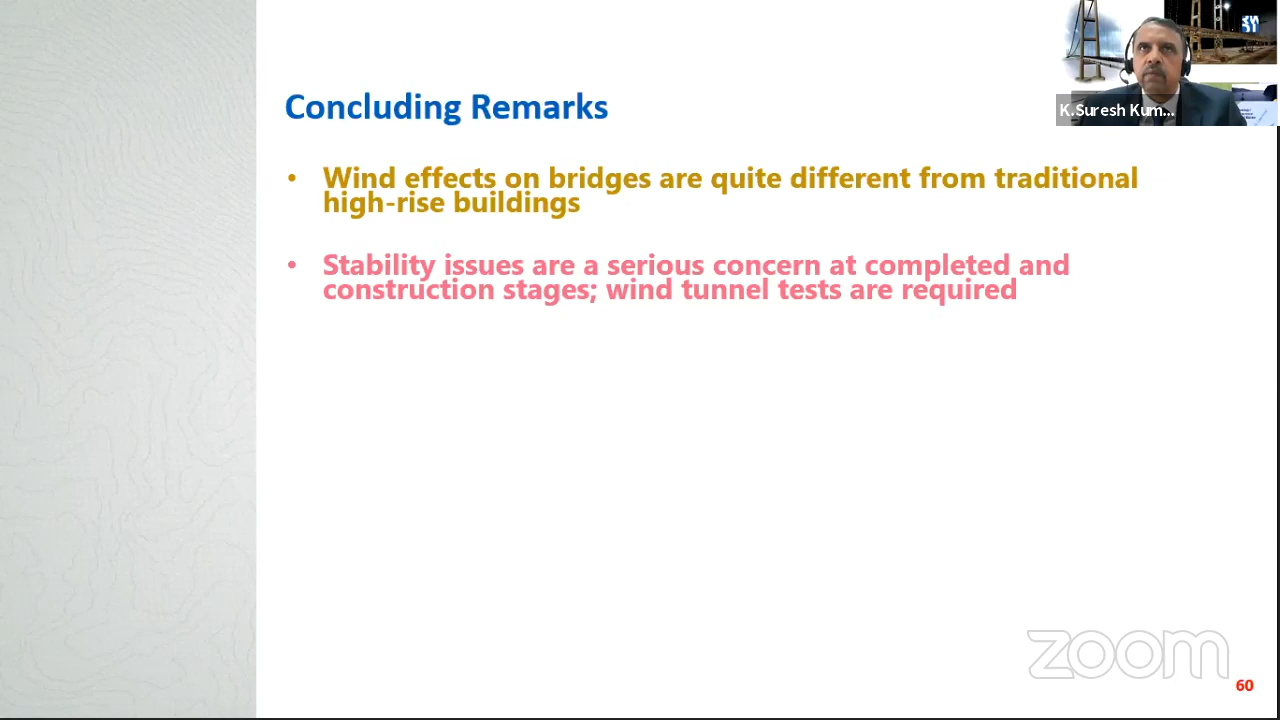 K.Suresh Kum...
Concluding Remarks
• Wind effects on bridges are quite different from traditional
high-rise buildings
• Stability issues are a serious concern at completed and
construction stages; wind tunnel tests are required
zoom
60